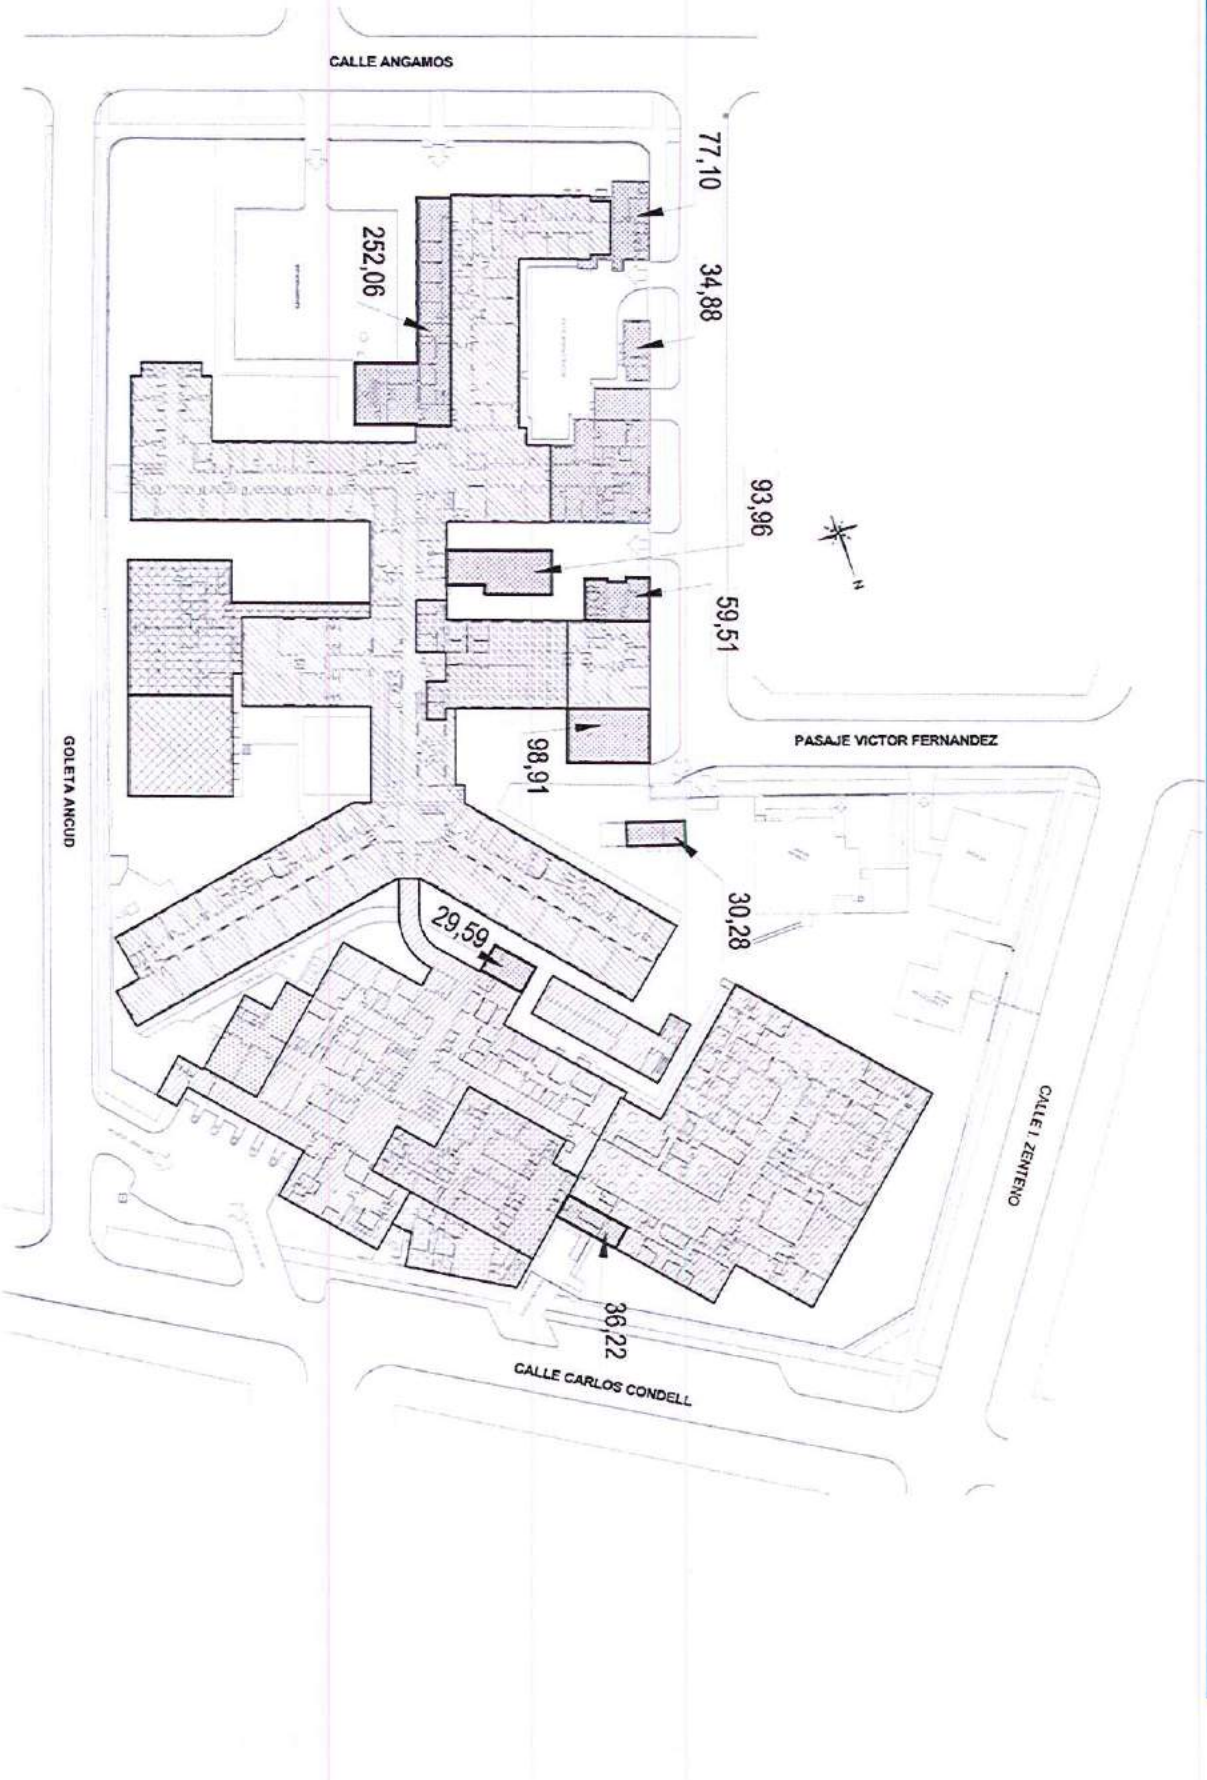 CALLE ANGAMOS
77,10
34,88
252,06
93,96
N
59,51
PASAJE VICTOR FERNANDEZ
98,91
GOLETA ANCUD
30,28
29,59
CALLE I. ZENTENO
36,22
CALLE CARLOS CONDELL